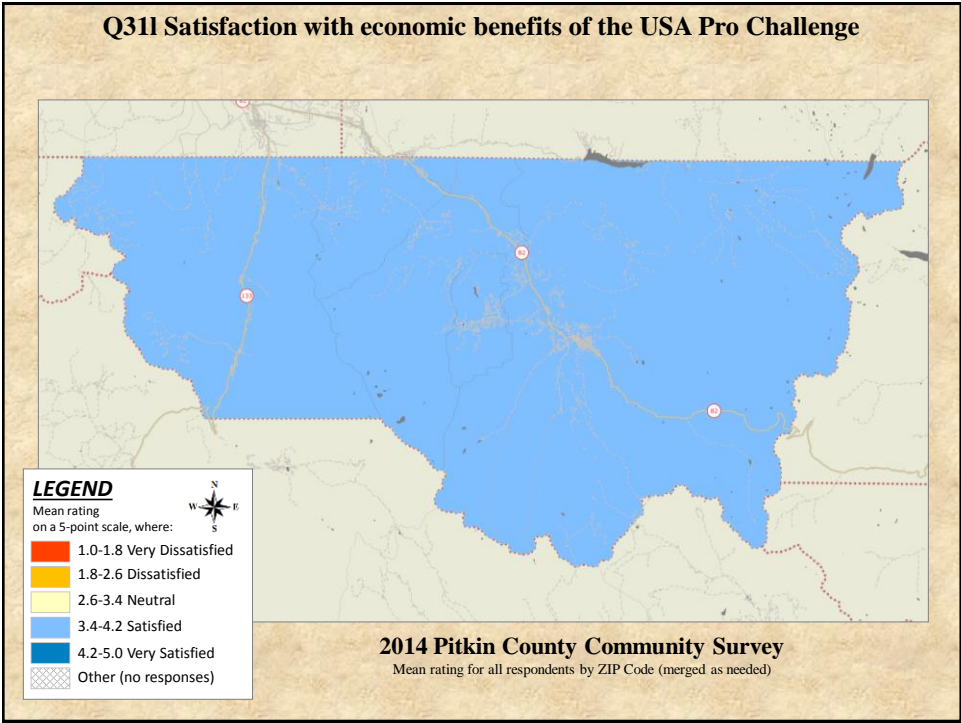 Q31l Satisfaction with economic benefits of the USA Pro Challenge
82
82
133
82
LEGEND
Mean rating
on a 5-point scale, where:
N
W E
S
1.0-1.8 Very Dissatisfied
1.8-2.6 Dissatisfied
2.6-3.4 Neutral
3.4-4.2 Satisfied
4.2-5.0 Very Satisfied
Other (no responses)
2014 Pitkin County Community Survey
Mean rating for all respondents by ZIP Code (merged as needed)